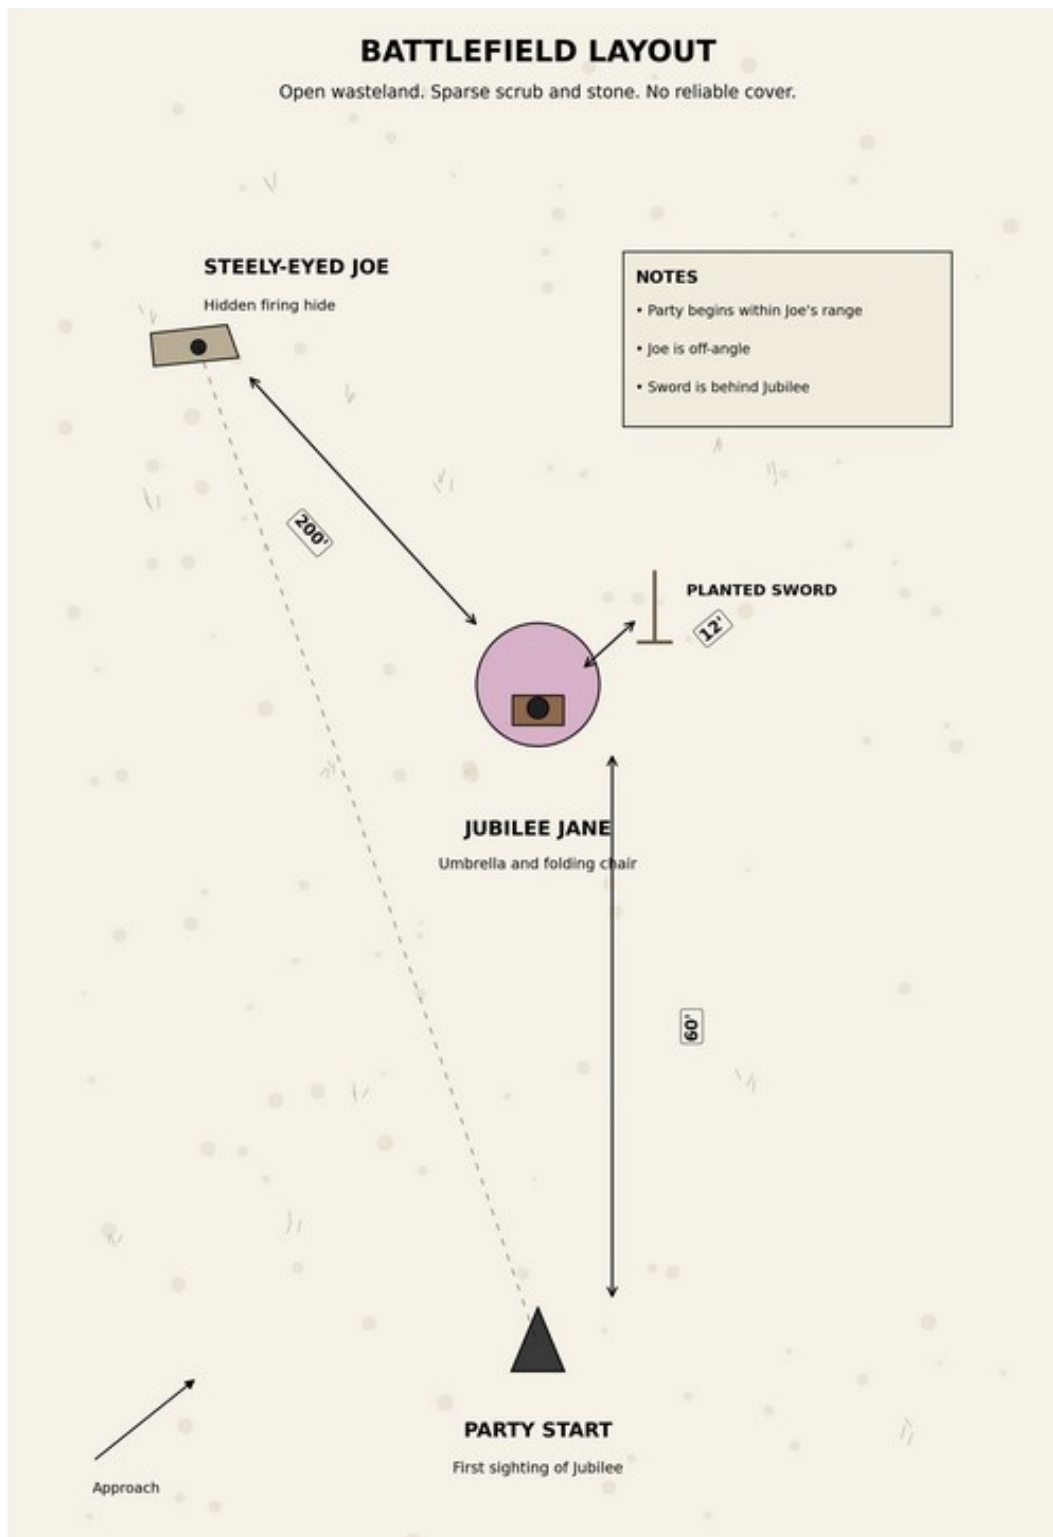 BATTLEFIELD LAYOUT
Open wasteland. Sparse scrub and stone. No reliable cover.
STEELY-EYED JOE
Hidden firing hide
NOTES
• Party begins within Joe's range
• Joe is off-angle
• Sword is behind Jubilee
200'
PLANTED SWORD
12'
JUBILEE JANE
Umbrella and folding chair
60'
PARTY START
First sighting of Jubilee
Approach